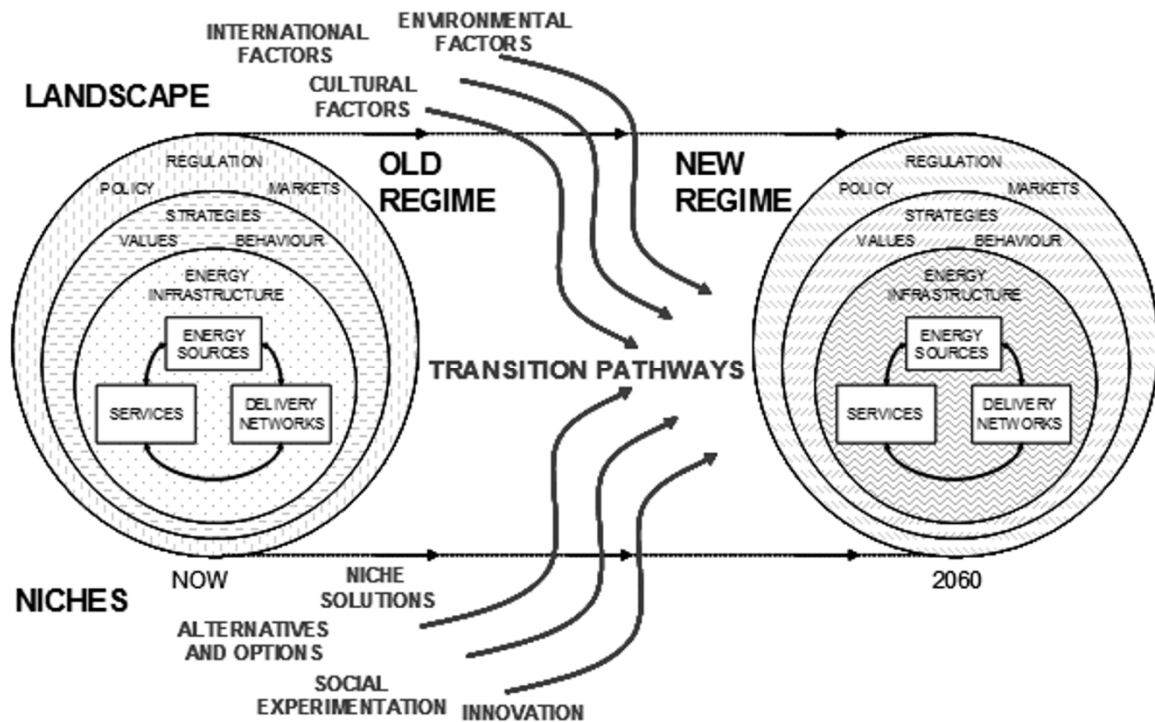 ENVIRONMENTAL
FACTORS
INTERNATIONAL
FACTORS
CULTURAL
FACTORS
LANDSCAPE
OLD
REGIME
NEW
REGIME
REGULATION
POLICY
MARKETS
STRATEGIES
VALUES
BEHAVIOUR
ENERGY
INFRASTRUCTURE
ENERGY
SOURCES
SERVICES
DELIVERY
NETWORKS
TRANSITION PATHWAYS
REGULATION
POLICY
MARKETS
STRATEGIES
VALUES
BEHAVIOUR
ENERGY
INFRASTRUCTURE
ENERGY
SOURCES
SERVICES
DELIVERY
NETWORKS
NOW
2060
NICHES
NICHE
SOLUTIONS
ALTERNATIVES
AND OPTIONS
SOCIAL
EXPERIMENTATION
INNOVATION